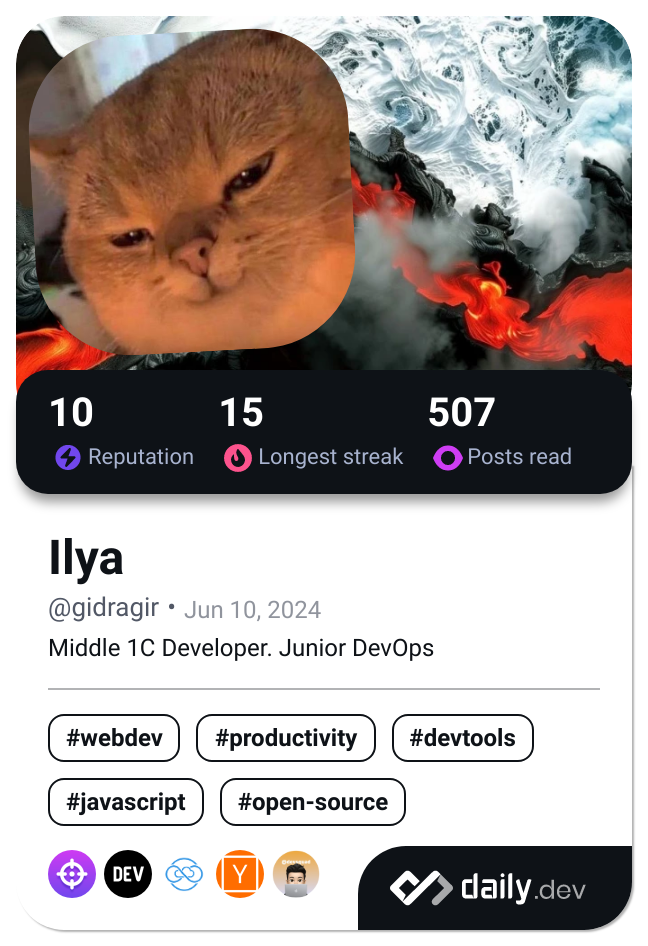 10 15 507
Reputation Longest streak Posts read
Ilya
@gidragir • Jun 10, 2024
Middle 1C Developer. Junior DevOps
#webdev #productivity #devtools
#javascript #open-source
DEV Y
daily.dev